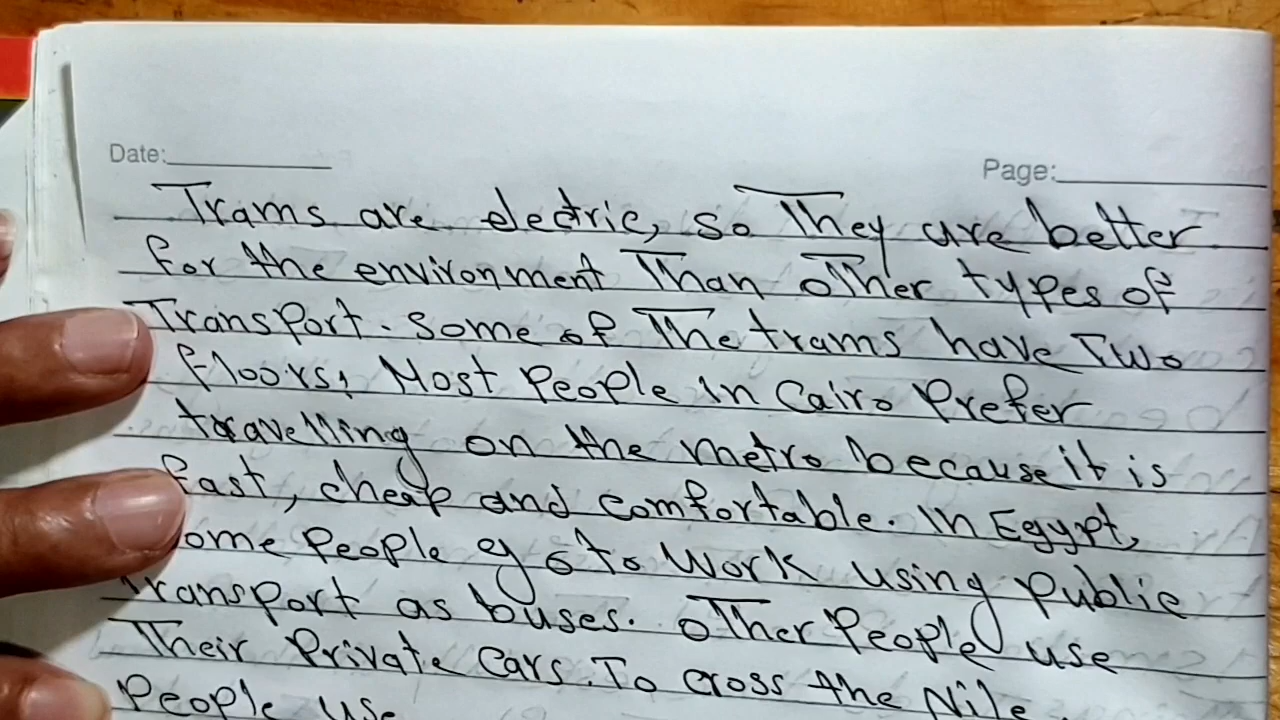 Date:
Page:
Trams are electric, so They are better
for the environment Than oTher types of
Transport. some of The trams have Two
floors, Most People in Cairo Prefer
travelling on the metro because it is
fast, cheap and comfortable. In Egypt,
some People go to work using public
transport as buses. oTher People use
Their Private Cars. To cross the Nile,
People use